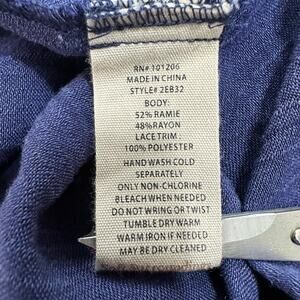 RN# 101206
MADE IN CHINA
STYLE# 2EB32
BODY:
52% RAMIE
48% RAYON
LACE TRIM:
100% POLYESTER
HAND WASH COLD
SEPARATELY
ONLY NON-CHLORINE
BLEACH WHEN NEEDED
DO NOT WRING OR TWIST
TUMBLE DRY WARM
WARM IRON IF NEEDED
MAY BE DRY CLEANED